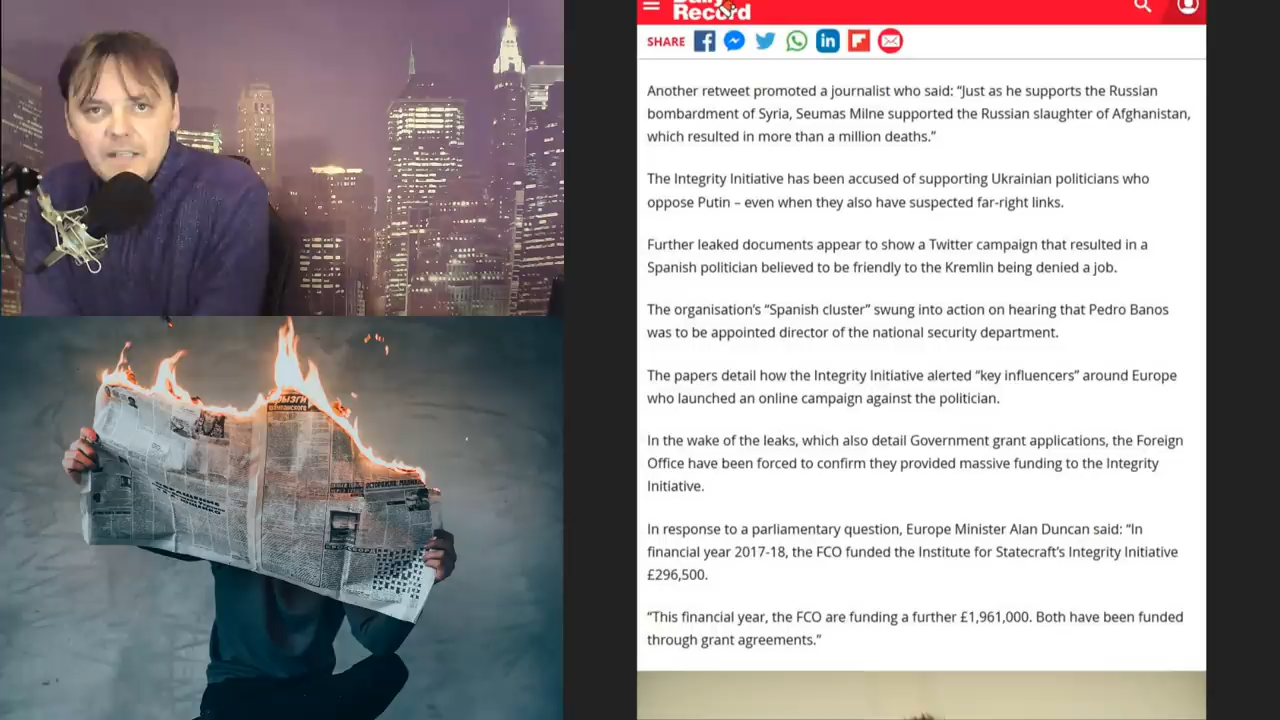 Daily
Record
SHARE
Another retweet promoted a journalist who said: “Just as he supports the Russian
bombardment of Syria, Seumas Milne supported the Russian slaughter of Afghanistan,
which resulted in more than a million deaths.”
The Integrity Initiative has been accused of supporting Ukrainian politicians who
oppose Putin – even when they also have suspected far-right links.
Further leaked documents appear to show a Twitter campaign that resulted in a
Spanish politician believed to be friendly to the Kremlin being denied a job.
The organisation’s “Spanish cluster” swung into action on hearing that Pedro Banos
was to be appointed director of the national security department.
The papers detail how the Integrity Initiative alerted “key influencers” around Europe
who launched an online campaign against the politician.
In the wake of the leaks, which also detail Government grant applications, the Foreign
Office have been forced to confirm they provided massive funding to the Integrity
Initiative.
In response to a parliamentary question, Europe Minister Alan Duncan said: “In
financial year 2017-18, the FCO funded the Institute for Statecraft’s Integrity Initiative
£296,500.
“This financial year, the FCO are funding a further £1,961,000. Both have been funded
through grant agreements.”